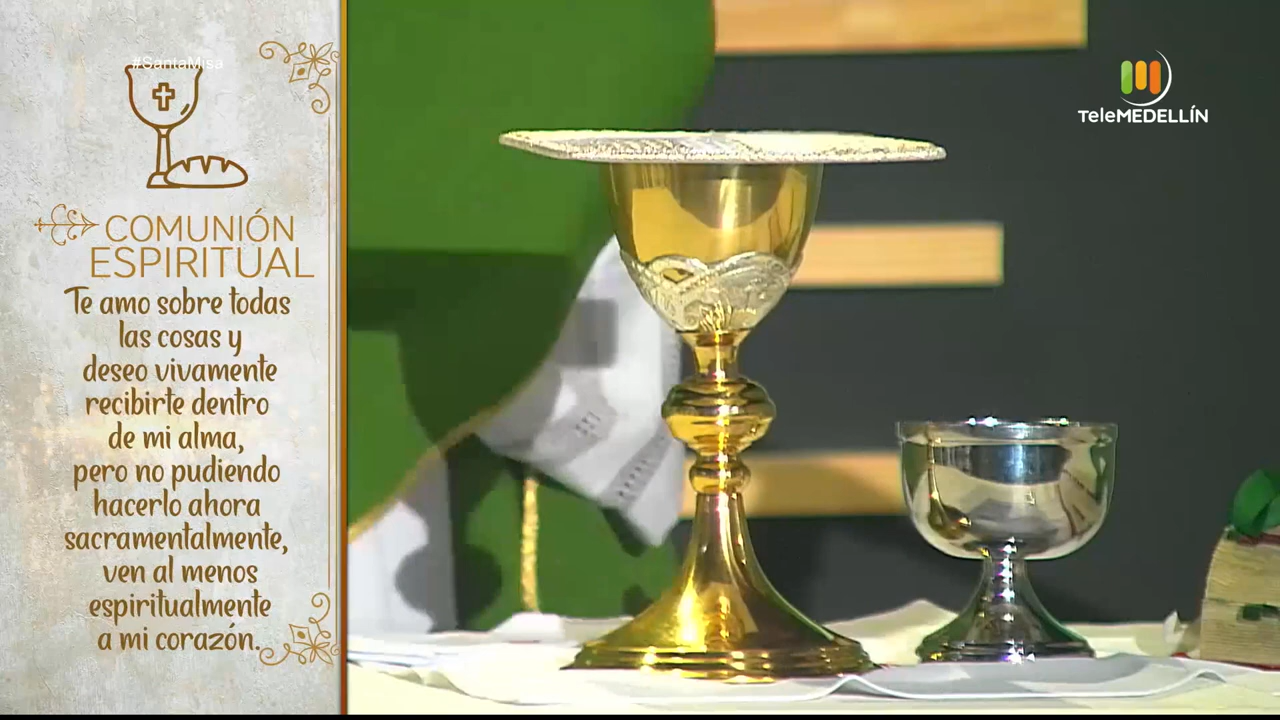 #SantaMisa
COMUNIÓN
ESPIRITUAL
Te amo sobre todas
las cosas y
deseo vivamente
recibirte dentro
de mi alma,
pero no pudiendo
hacerlo ahora
sacramentalmente,
ven al menos
espiritualmente
a mi corazón.
TeleMEDELLÍN